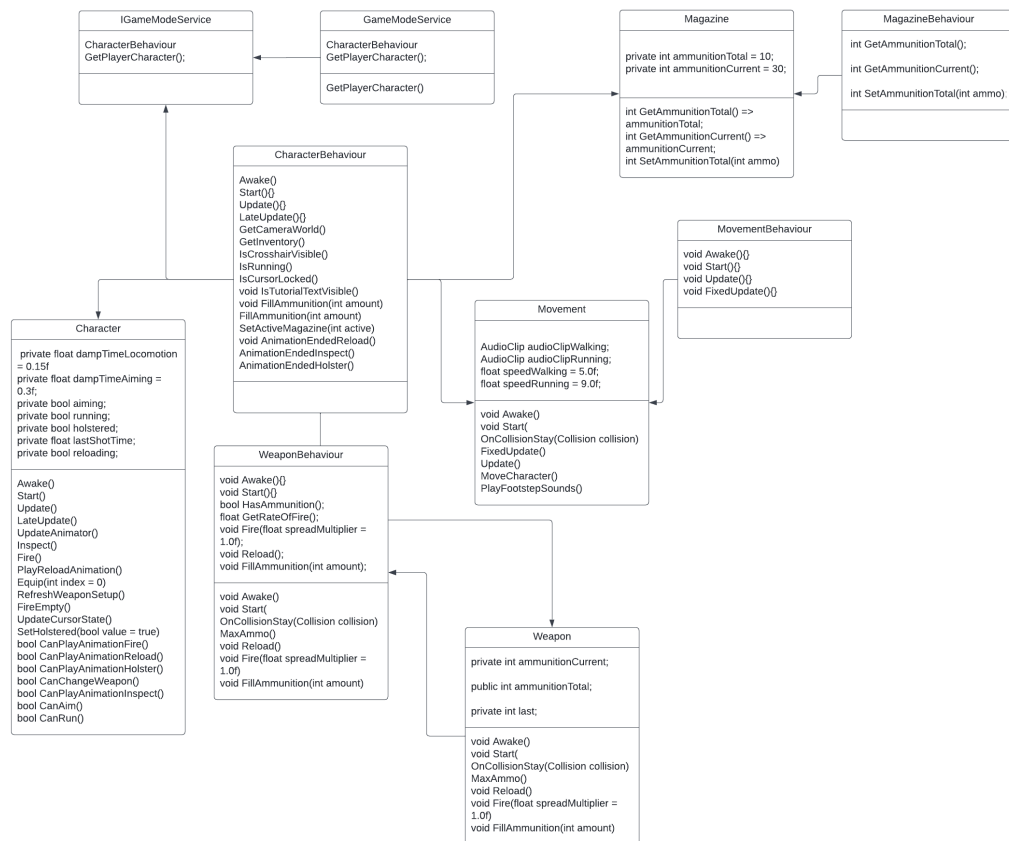 IGameModeService
CharacterBehaviour
GetPlayerCharacter();
GameModeService
CharacterBehaviour
GetPlayerCharacter();
GetPlayerCharacter()
Magazine
private int ammunitionTotal = 10;
private int ammunitionCurrent = 30;
int GetAmmunitionTotal() =>
ammunitionTotal;
int GetAmmunitionCurrent() =>
ammunitionCurrent;
int SetAmmunitionTotal(int ammo)
MagazineBehaviour
int GetAmmunitionTotal();
int GetAmmunitionCurrent();
int SetAmmunitionTotal(int ammo)
CharacterBehaviour
Awake()
Start(){}
Update(){}
LateUpdate(){}
GetCameraWorld()
GetInventory()
IsCrosshairVisible()
IsRunning()
IsCursorLocked()
void IsTutorialTextVisible()
void FillAmmunition(int amount)
FillAmmunition(int amount)
SetActiveMagazine(int active)
void AnimationEndedReload()
AnimationEndedInspect()
AnimationEndedHolster()
MovementBehaviour
void Awake(){}
void Start(){}
void Update(){}
void FixedUpdate(){}
Character
private float dampTimeLocomotion
= 0.15f
private float dampTimeAiming =
0.3f;
private bool aiming;
private bool running;
private bool holstered;
private float lastShotTime;
private bool reloading;
Awake()
Start()
Update()
LateUpdate()
UpdateAnimator()
Inspect()
Fire()
PlayReloadAnimation()
Equip(int index = 0)
RefreshWeaponSetup()
FireEmpty()
UpdateCursorState()
SetHolstered(bool value = true)
bool CanPlayAnimationFire()
bool CanPlayAnimationReload()
bool CanPlayAnimationHolster()
bool CanChangeWeapon()
bool CanPlayAnimationInspect()
bool CanAim()
bool CanRun()
Movement
AudioClip audioClipWalking;
AudioClip audioClipRunning;
float speedWalking = 5.0f;
float speedRunning = 9.0f;
void Awake()
void Start(
OnCollisionStay(Collision collision)
FixedUpdate()
Update()
MoveCharacter()
PlayFootstepSounds()
WeaponBehaviour
void Awake(){}
void Start(){}
bool HasAmmunition();
float GetRateOfFire();
void Fire(float spreadMultiplier =
1.0f);
void Reload();
void FillAmmunition(int amount);
void Awake()
void Start(
OnCollisionStay(Collision collision)
MaxAmmo()
void Reload()
void Fire(float spreadMultiplier =
1.0f)
void FillAmmunition(int amount)
Weapon
private int ammunitionCurrent;
public int ammunitionTotal;
private int last;
void Awake()
void Start(
OnCollisionStay(Collision collision)
MaxAmmo()
void Reload()
void Fire(float spreadMultiplier =
1.0f)
void FillAmmunition(int amount)